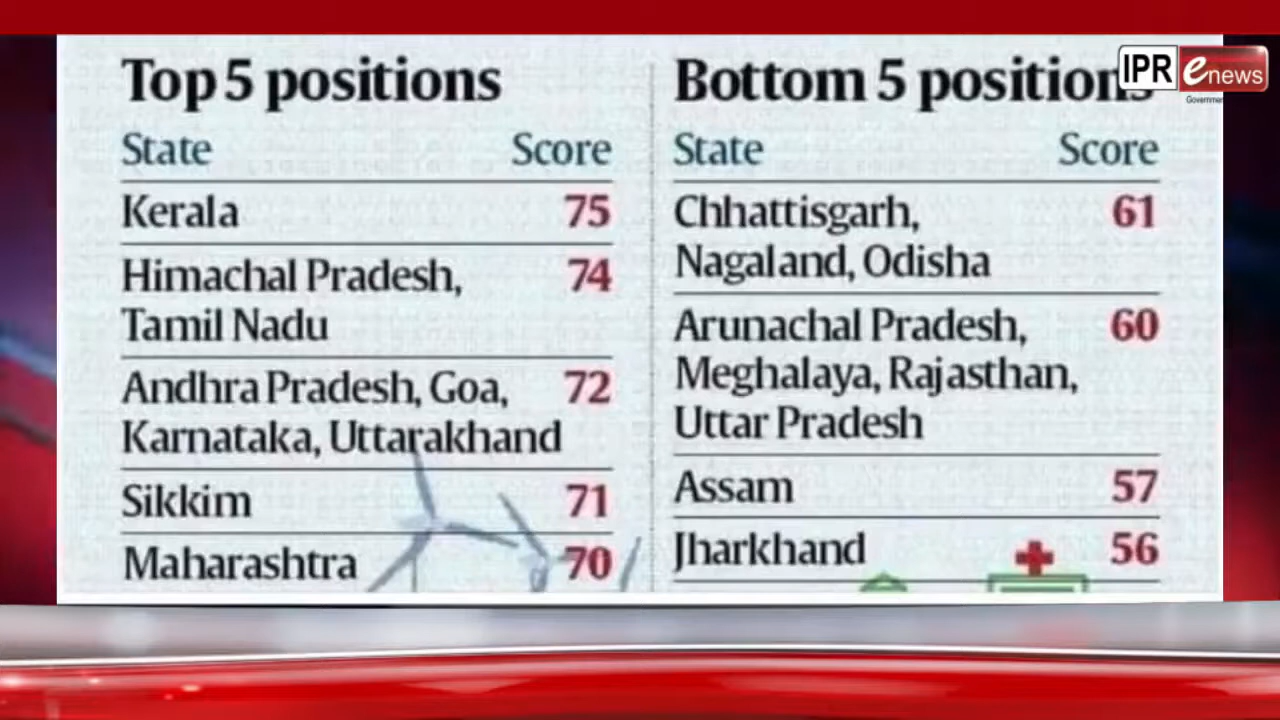 Top 5 positions
State Score
Kerala 75
Himachal Pradesh, 74
Tamil Nadu
Andhra Pradesh, Goa, 72
Karnataka, Uttarakhand
Sikkim 71
Maharashtra 70
Bottom 5 positions
State Score
Chhattisgarh, 61
Nagaland, Odisha
Arunachal Pradesh, 60
Meghalaya, Rajasthan,
Uttar Pradesh
Assam 57
Jharkhand 56
IPR enews